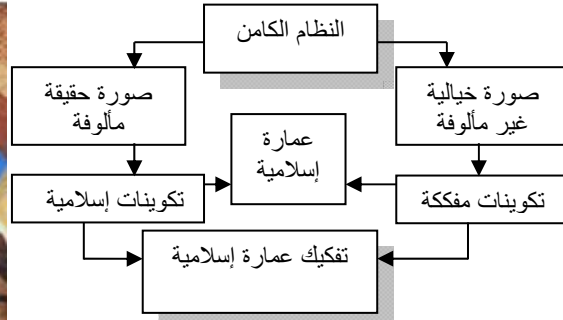 النظام الكامن
صورة خيالية
غير مألوفة
صورة حقيقة
مألوفة
عمارة
إسلامية
تكوينات مفككة
تكوينات إسلامية
تفكيك عمارة إسلامية